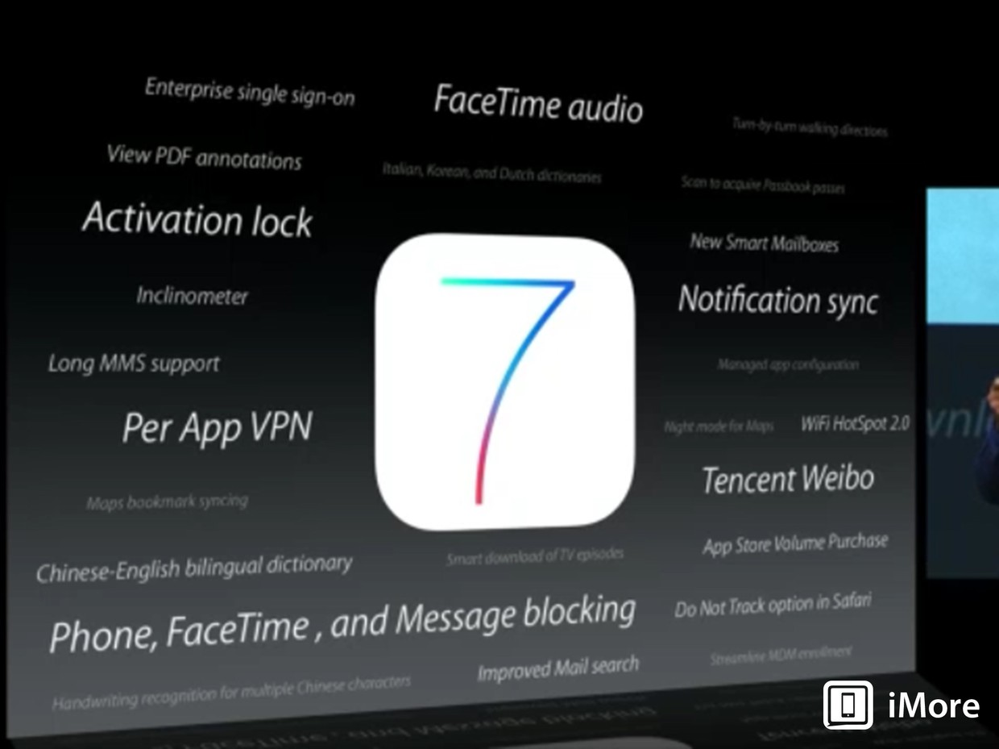 Enterprise single sign-on
FaceTime audio
Turn-by-turn walking directions
View PDF annotations
Italian, Korean, and Dutch dictionaries
Scan to acquire Passbook passes
Activation lock
New Smart Mailboxes
Inclinometer
7
Notification sync
Long MMS support
Managed app configuration
Per App VPN
Night mode for Maps
WiFi HotSpot 2.0
Maps bookmark syncing
Tencent Weibo
Chinese-English bilingual dictionary
Smart download of TV episodes
App Store Volume Purchase
Phone, FaceTime , and Message blocking
Do Not Track option in Safari
Handwriting recognition for multiple Chinese characters
Improved Mail search
Streamline MDM enrollment
iMore